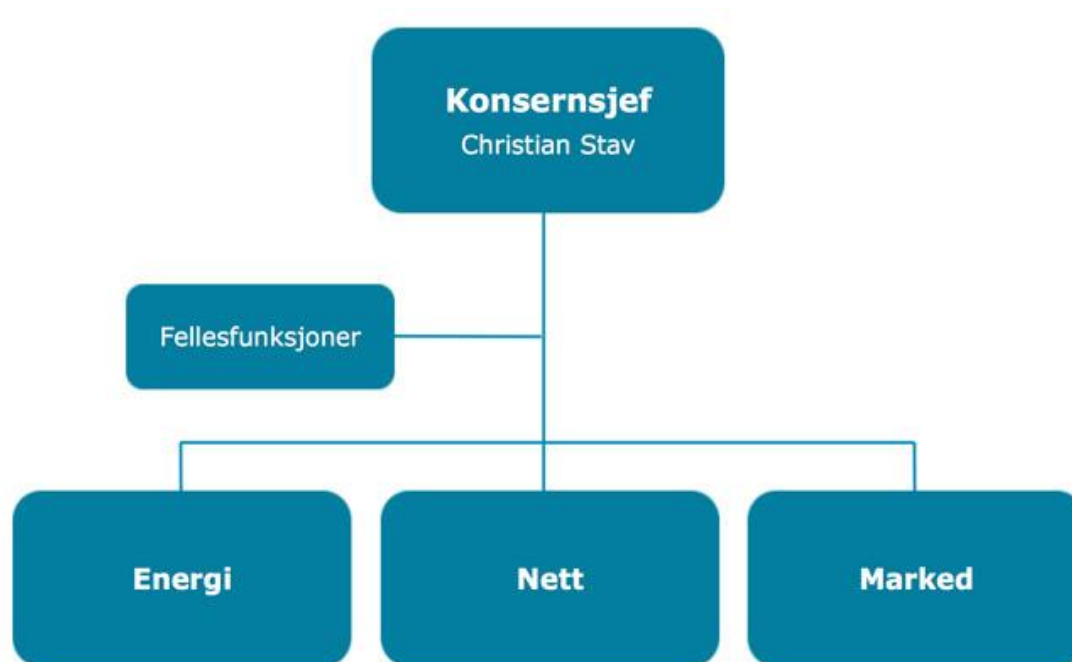 Konsernsjef
Christian Stav
Fellesfunksjoner
Energi
Nett
Marked